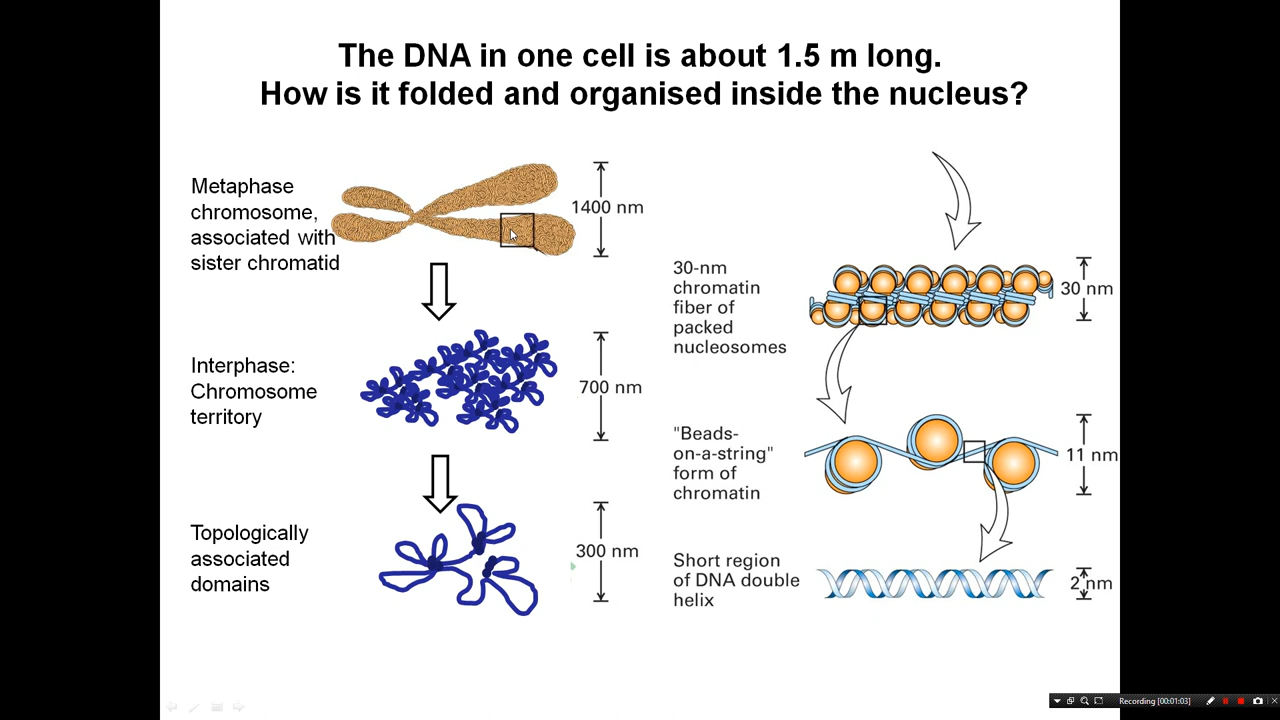 The DNA in one cell is about 1.5 m long.
How is it folded and organised inside the nucleus?
Metaphase
chromosome,
associated with
sister chromatid
1400 nm
Interphase:
Chromosome
territory
700 nm
Topologically
associated
domains
300 nm
30-nm
chromatin
fiber of
packed
nucleosomes
30 nm
"Beads-
on-a-string"
form of
chromatin
11 nm
Short region
of DNA double
helix
2 nm
Recording [00:01:03]